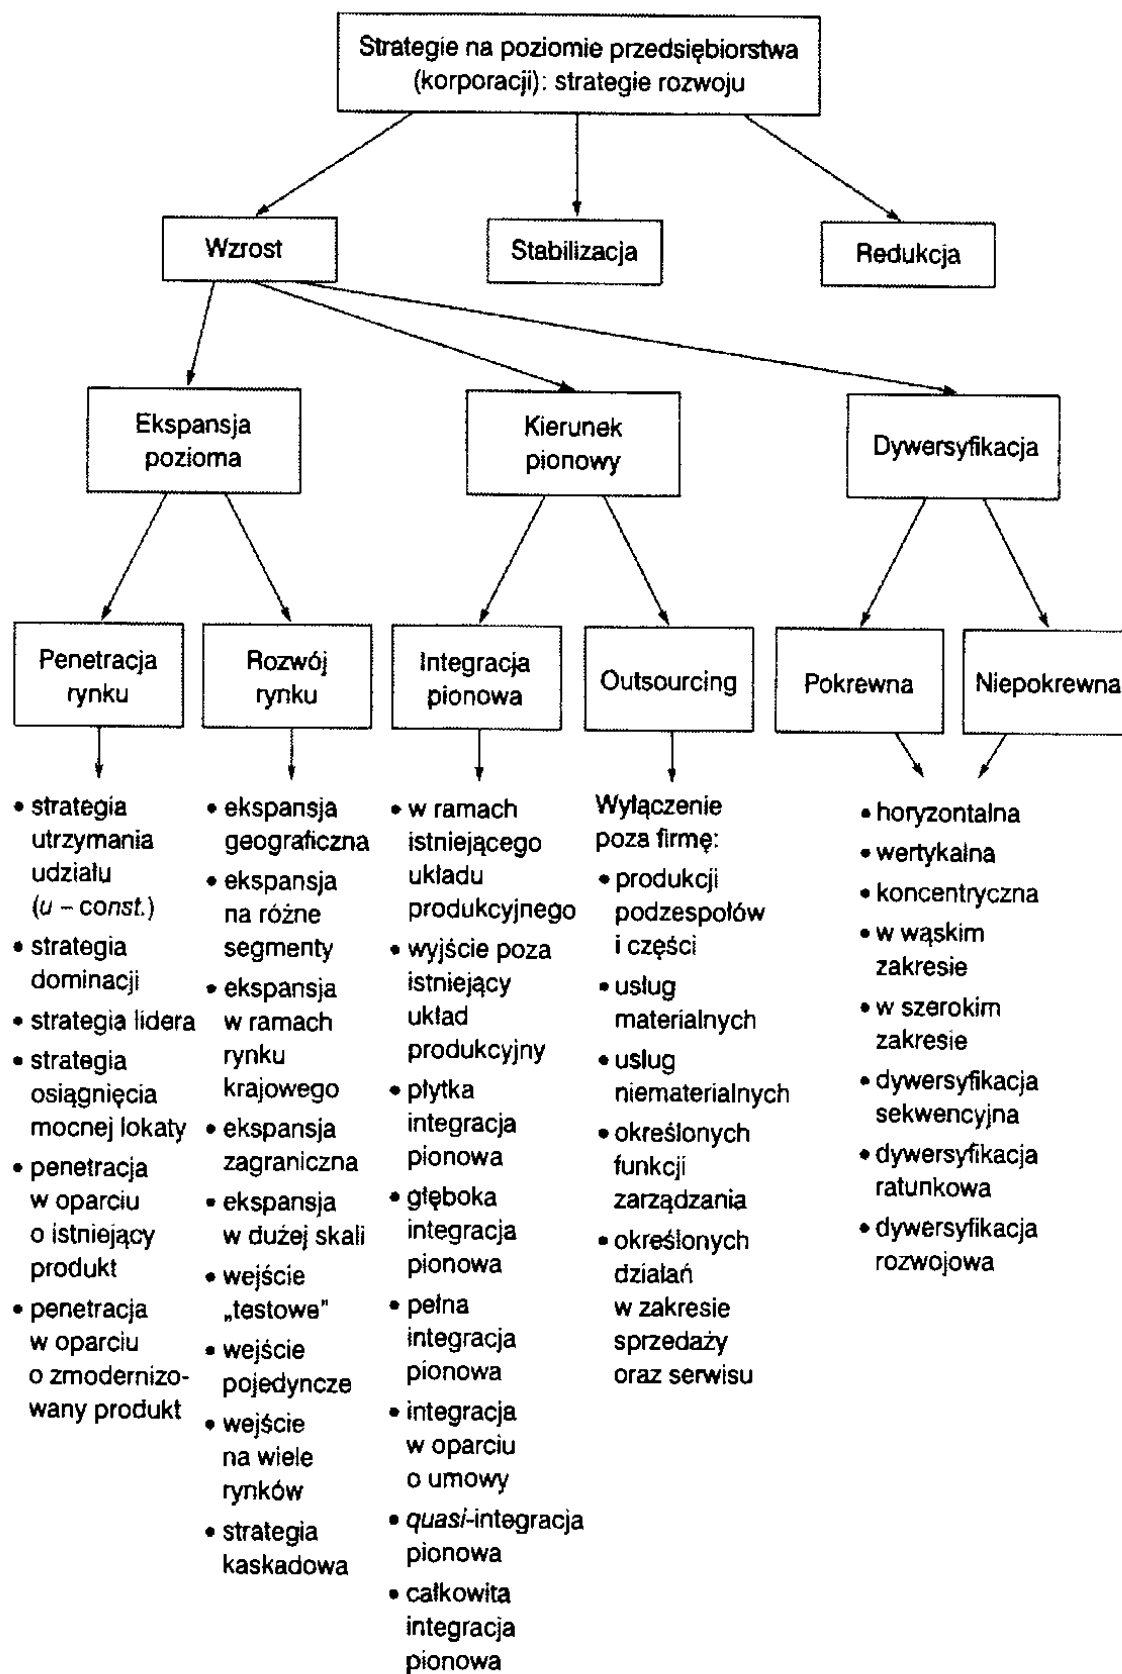 Strategie na poziomie przedsiębiorstwa
(korporacji): strategie rozwoju
Wzrost
Stabilizacja
Redukcja
Ekspansja
pozioma
Kierunek
pionowy
Dywersyfikacja
Penetracja
rynku
Rozwój
rynku
Integracja
pionowa
Outsourcing
Pokrewna
Niepokrewna
• strategia
utrzymania
udziału
(u – const.)
• strategia
dominacji
• strategia lidera
• strategia
osiągnięcia
mocnej lokaty
• penetracja
w oparciu
o istniejący
produkt
• penetracja
w oparciu
o zmodernizo-
wany produkt
• ekspansja
geograficzna
• ekspansja
na różne
segmenty
• ekspansja
w ramach
rynku
krajowego
• ekspansja
zagraniczna
• ekspansja
w dużej skali
• wejście
„testowe”
• wejście
pojedyncze
• wejście
na wiele
rynków
• strategia
kaskadowa
• w ramach
istniejącego
układu
produkcyjnego
• wyjście poza
istniejący
układ
produkcyjny
• płytka
integracja
pionowa
• głęboka
integracja
pionowa
• pełna
integracja
pionowa
• integracja
w oparciu
o umowy
• quasi-integracja
pionowa
• całkowita
integracja
pionowa
Wyłączenie
poza firmę:
• produkcji
podzespołów
i części
• usług
materialnych
• usług
niematerialnych
• określonych
funkcji
zarządzania
• określonych
działań
w zakresie
sprzedaży
oraz serwisu
• horyzontalna
• wertykalna
• koncentryczna
• w wąskim
zakresie
• w szerokim
zakresie
• dywersyfikacja
sekwencyjna
• dywersyfikacja
ratunkowa
• dywersyfikacja
rozwojowa